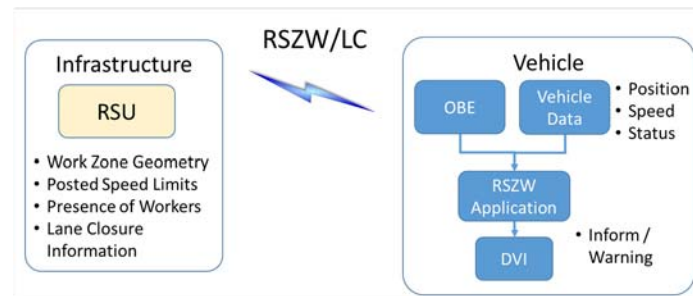 RSZW/LC
Infrastructure
RSU
• Work Zone Geometry
• Posted Speed Limits
• Presence of Workers
• Lane Closure
Information
Vehicle
OBE
Vehicle
Data
• Position
• Speed
• Status
RSZW
Application
DVI
• Inform /
Warning